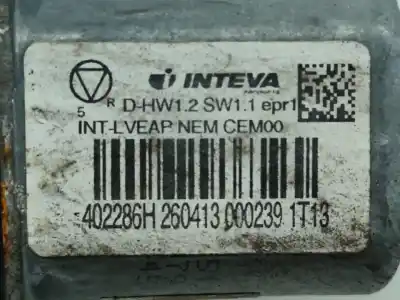 INTEVA
5 R D-HW1.2 SW1.1 epr1
INT-LVEAP NEM CEM00
402286H 260413 000239 1T13